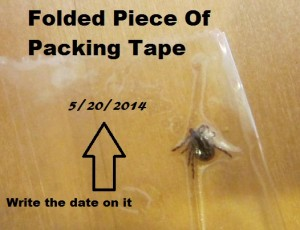 Folded Piece Of
Packing Tape
5/20/2014
Write the date on it